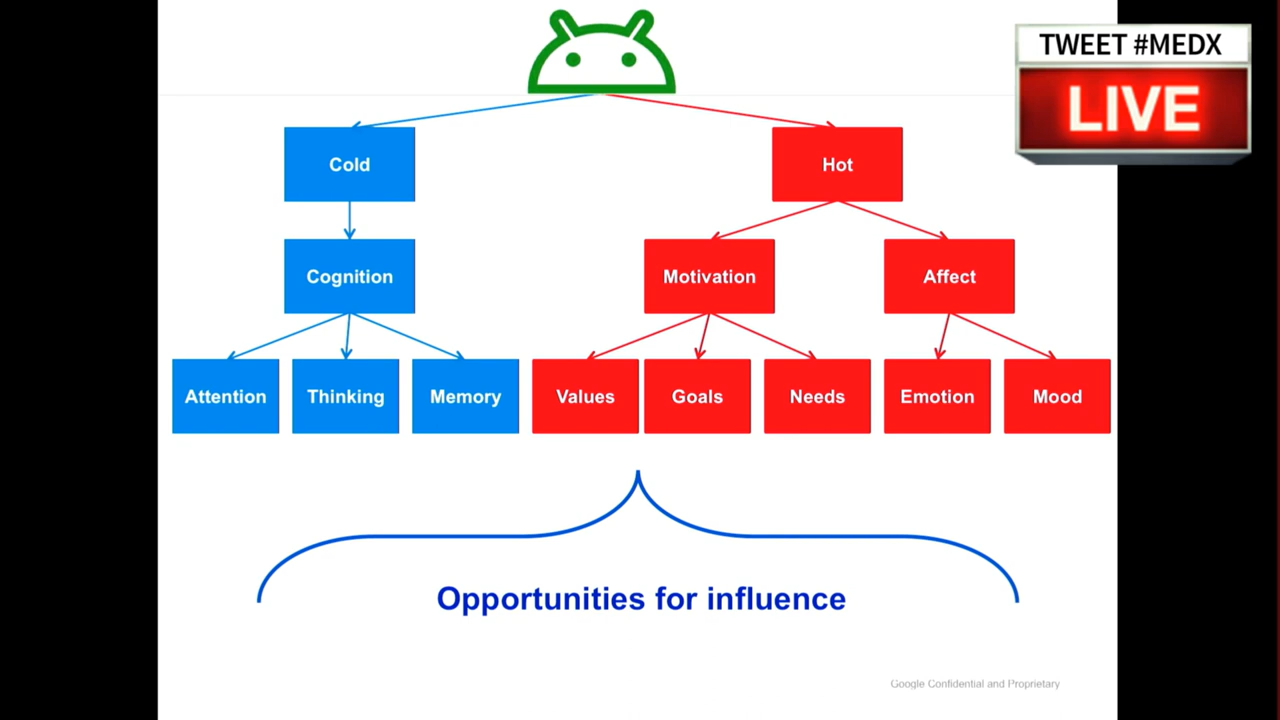 TWEET #MEDX
LIVE
Cold
Hot
Cognition
Motivation
Affect
Attention
Thinking
Memory
Values
Goals
Needs
Emotion
Mood
Opportunities for influence
Google Confidential and Proprietary